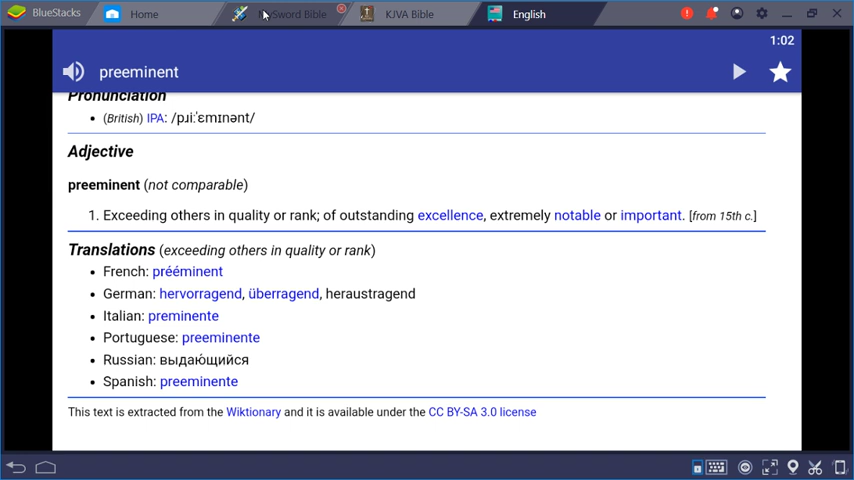 BlueStacks Home MySword Bible KJVA Bible English
1:02
preeminent
Pronunciation
• (British) IPA: /pɹiːˈɛmɪnənt/
Adjective
preeminent (not comparable)
1. Exceeding others in quality or rank; of outstanding excellence, extremely notable or important. [from 15th c.]
Translations (exceeding others in quality or rank)
• French: prééminent
• German: hervorragend, überragend, heraustragend
• Italian: preminente
• Portuguese: preeminente
• Russian: выдаю́щийся
• Spanish: preeminente
This text is extracted from the Wiktionary and it is available under the CC BY-SA 3.0 license